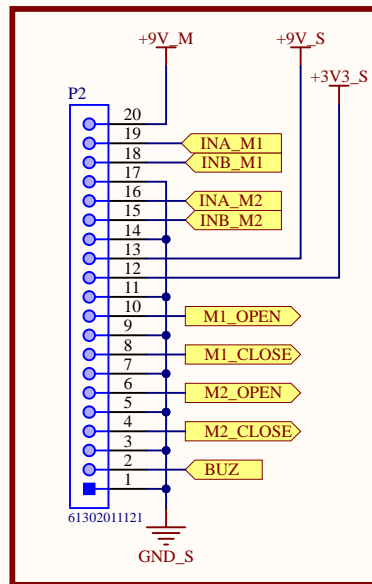 +9V_M
+9V_S
+3V3_S
P2
20
19 INA_M1
18 INB_M1
17
16 INA_M2
15 INB_M2
14
13
12
11
10 M1_OPEN
9
8 M1_CLOSE
7
6 M2_OPEN
5
4 M2_CLOSE
3
2 BUZ
1
61302011121
GND_S